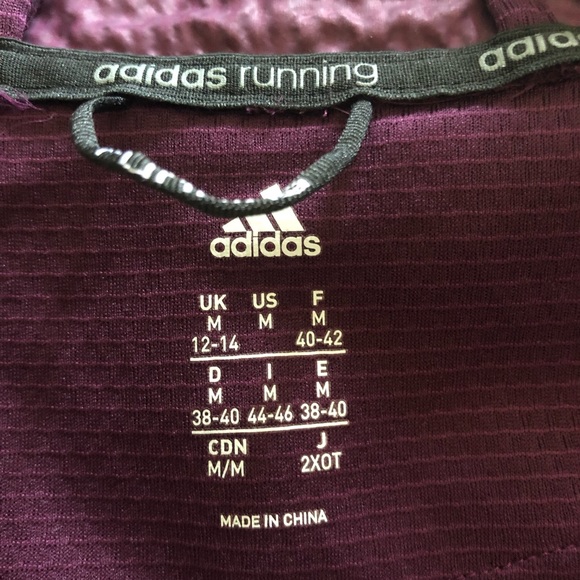 adidas running
adidas
adidas
UK US F
M M M
12-14 40-42
D I E
M M M
38-40 44-46 38-40
CDN J
M/M 2XOT
MADE IN CHINA